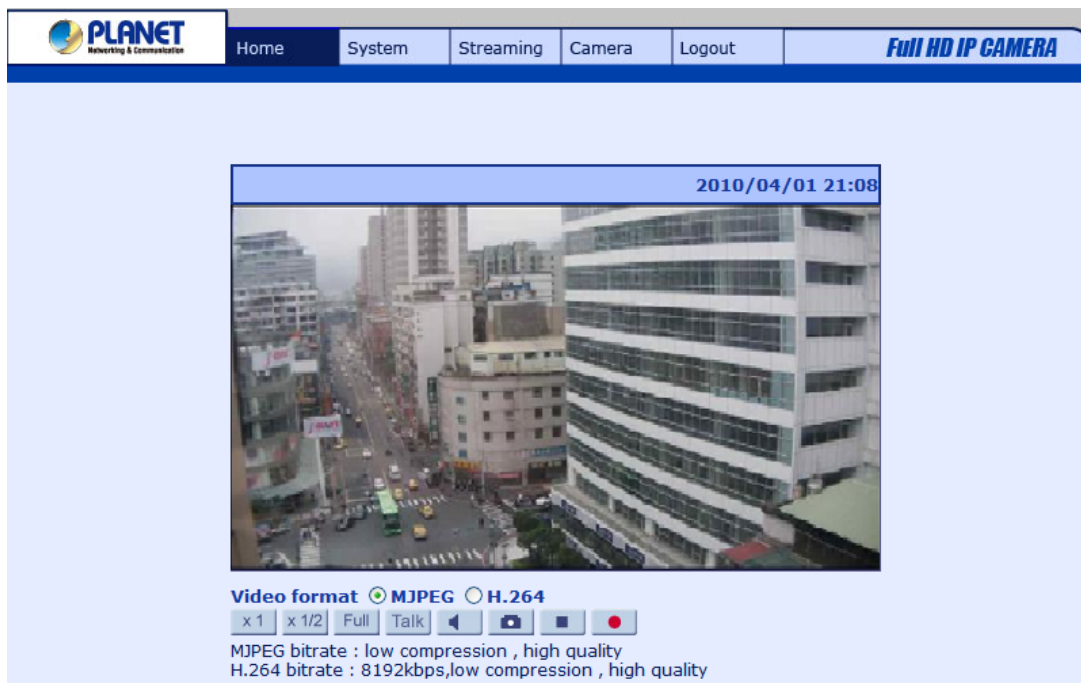 PLANET
Networking & Communication
Home System Streaming Camera Logout Full HD IP CAMERA
2010/04/01 21:08
Video format MJPEG H.264
x 1 x 1/2 Full Talk
MJPEG bitrate : low compression , high quality
H.264 bitrate : 8192kbps,low compression , high quality